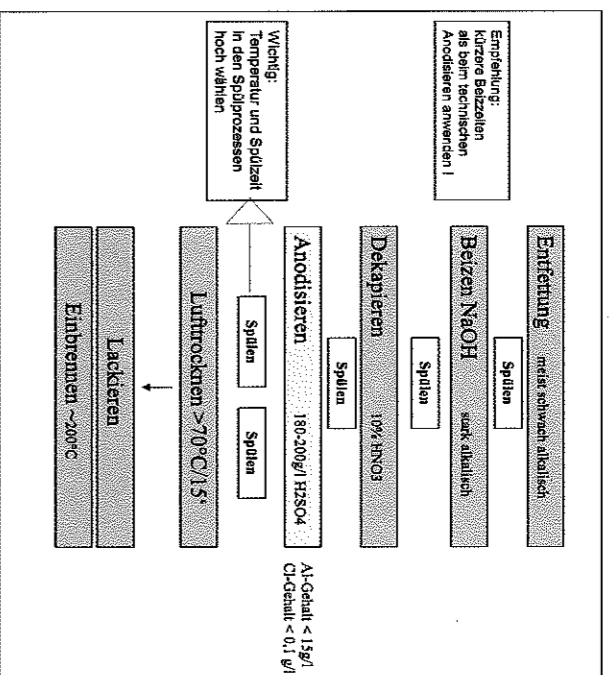 Empfehlung:
kürzere Beizzeiten
als beim technischen
Anodisieren anwenden !
Entfettung meist schwach alkalisch
Spülen
Beizen NaOH stark alkalisch
Spülen
Dekapieren 10% HNO3
Spülen
Anodisieren 180-200g/l H2SO4
Al-Gehalt < 15g/l
Cl-Gehalt < 0,1 g/l
Wichtig:
Temperatur und Spülzeit
in den Spülprozessen
hoch wählen
Spülen Spülen
Lufttrocknen >70°C/15‘
Lackieren
Einbrennen ~200°C